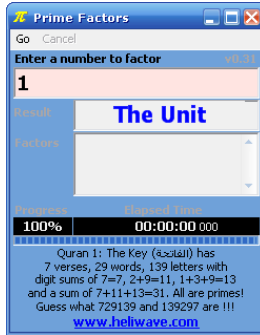 Prime Factors
Go Cancel
Enter a number to factor v0.31
1
Result The Unit
Factors
Progress Elapsed Time
100% 00:00:00 000
Quran 1: The Key (الفاتحة) has
7 verses, 29 words, 139 letters with
digit sums of 7=7, 2+9=11, 1+3+9=13
and a sum of 7+11+13=31. All are primes!
Guess what 729139 and 139297 are !!!
www.heliwave.com